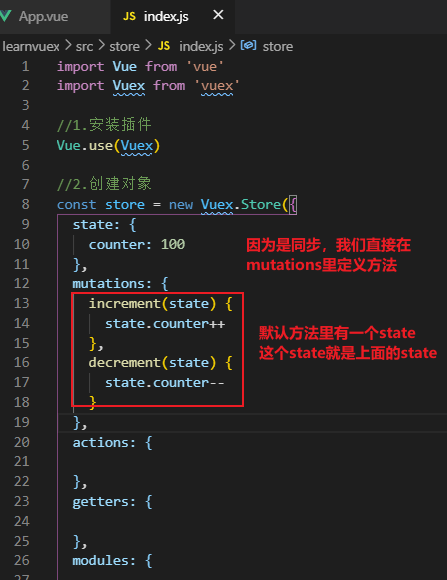 App.vue
JS index.js ×
learnvuex > src > store > JS index.js > store
1 import Vue from 'vue'
2 import Vuex from 'vuex'
3
4 //1.安装插件
5 Vue.use(Vuex)
6
7 //2.创建对象
8 const store = new Vuex.Store({
9 state: {
10 counter: 100
因为是同步，我们直接在
11 },
mutations里定义方法
12 mutations: {
13 increment(state) {
14 state.counter++
默认方法里有一个state
15 },
这个state就是上面的state
16 decrement(state) {
17 state.counter--
18 }
19 },
20 actions: {
21
22 },
23 getters: {
24
25 },
26 modules: {
27